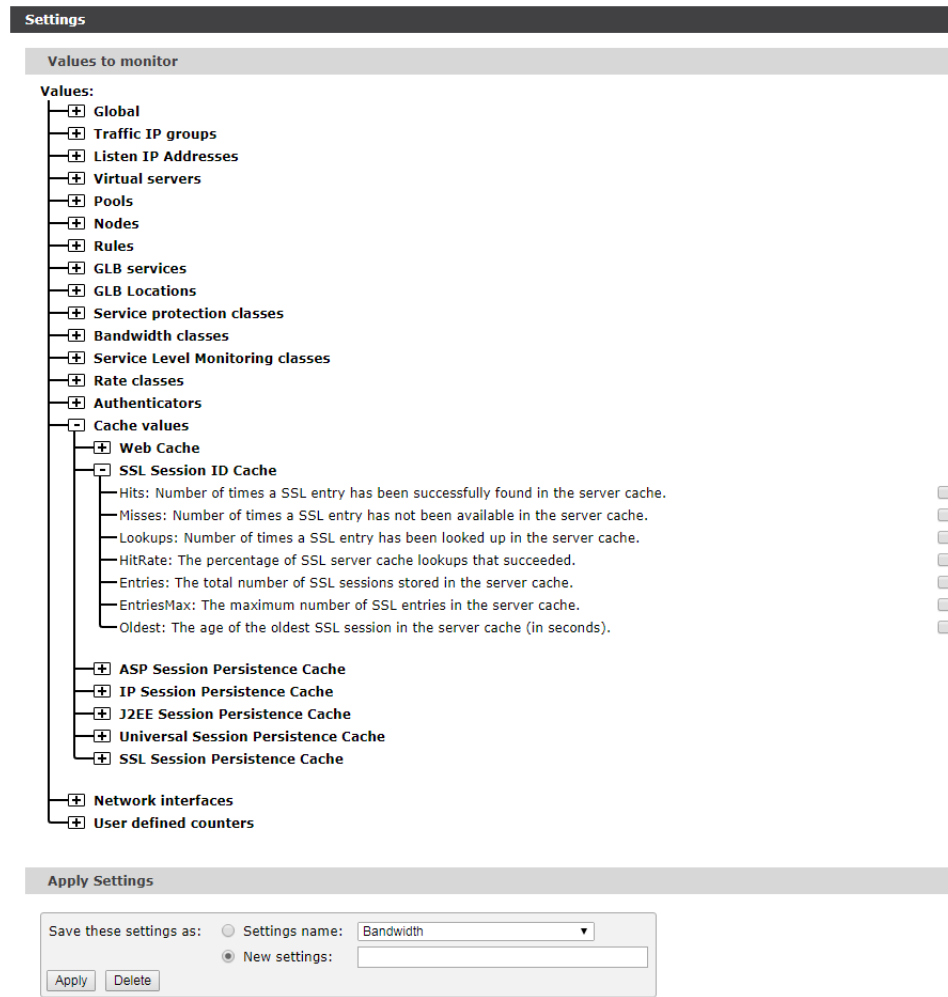 Settings
Values to monitor
Values:
Global
Traffic IP groups
Listen IP Addresses
Virtual servers
Pools
Nodes
Rules
GLB services
GLB Locations
Service protection classes
Bandwidth classes
Service Level Monitoring classes
Rate classes
Authenticators
Cache values
Web Cache
SSL Session ID Cache
Hits: Number of times a SSL entry has been successfully found in the server cache.
Misses: Number of times a SSL entry has not been available in the server cache.
Lookups: Number of times a SSL entry has been looked up in the server cache.
HitRate: The percentage of SSL server cache lookups that succeeded.
Entries: The total number of SSL sessions stored in the server cache.
EntriesMax: The maximum number of SSL entries in the server cache.
Oldest: The age of the oldest SSL session in the server cache (in seconds).
ASP Session Persistence Cache
IP Session Persistence Cache
J2EE Session Persistence Cache
Universal Session Persistence Cache
SSL Session Persistence Cache
Network interfaces
User defined counters
Apply Settings
Save these settings as: Settings name: Bandwidth
New settings:
Apply Delete